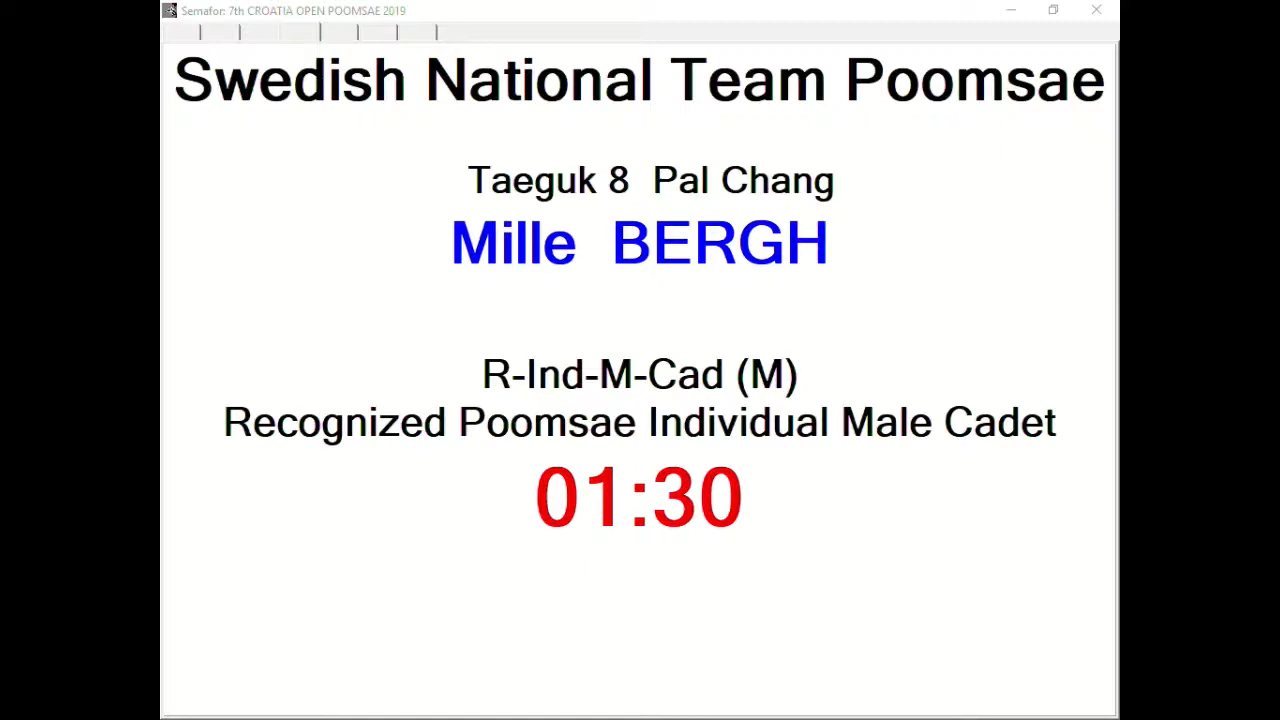 Semafor: 7th CROATIA OPEN POOMSAE 2019
Swedish National Team Poomsae
Taeguk 8 Pal Chang
Mille BERGH
R-Ind-M-Cad (M)
Recognized Poomsae Individual Male Cadet
01:30